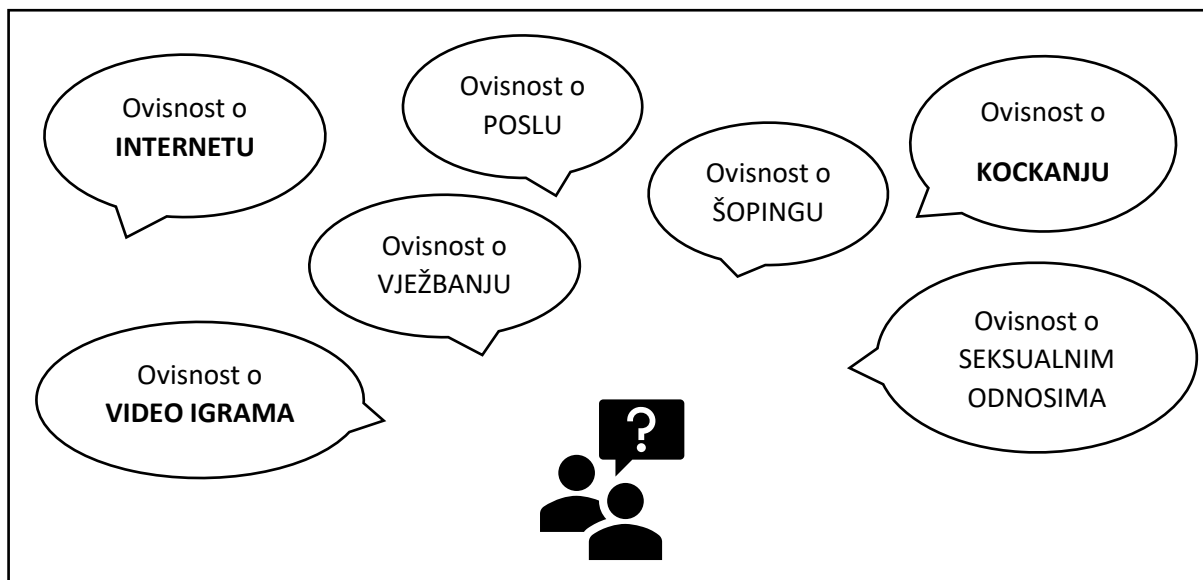 Ovisnost o
INTERNETU
Ovisnost o
POSLU
Ovisnost o
ŠOPINGU
Ovisnost o
KOCKANJU
Ovisnost o
VJEŽBANJU
Ovisnost o
VIDEO IGRAMA
Ovisnost o
SEKSUALNIM
ODNOSIMA
?